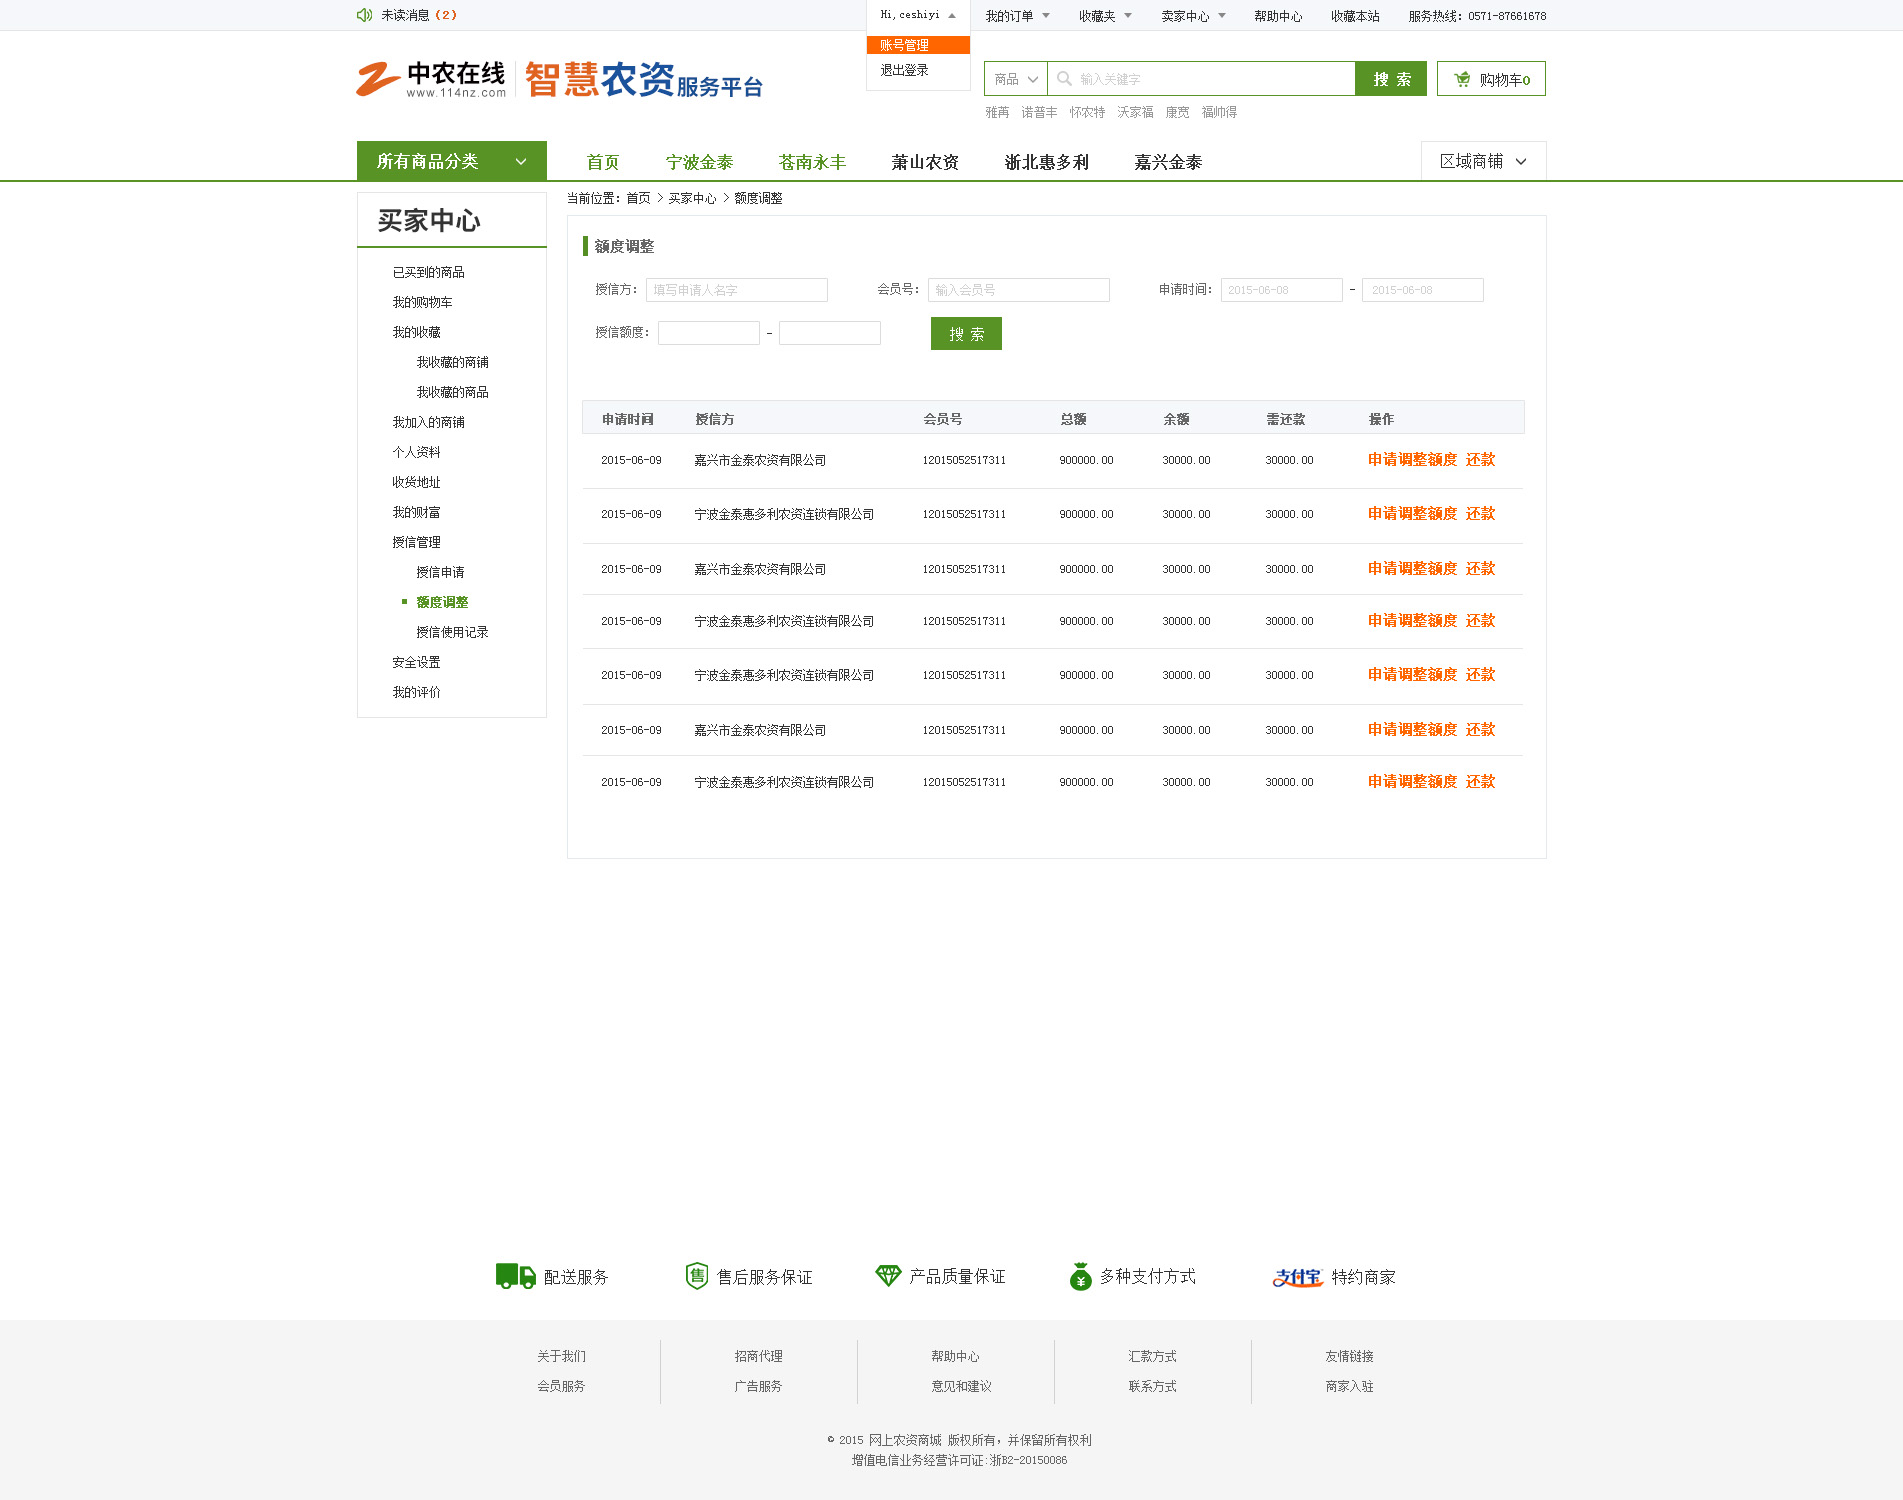 未读消息（2）
Hi,ceshiyi
我的订单 收藏夹 卖家中心 帮助中心 收藏本站 服务热线：0571-87661678
账号管理
退出登录
中农在线
www.114nz.com
智慧农资服务平台
商品 输入关键字 搜 索 购物车0
雅苒 诺普丰 怀农特 沃家福 康宽 福帅得
所有商品分类 首页 宁波金泰 苍南永丰 萧山农资 浙北惠多利 嘉兴金泰 区域商铺
当前位置：首页 > 买家中心 > 额度调整
买家中心
已买到的商品
我的购物车
我的收藏
我收藏的商铺
我收藏的商品
我加入的商铺
个人资料
收货地址
我的财富
授信管理
授信申请
额度调整
授信使用记录
安全设置
我的评价
额度调整
授信方： 填写申请人名字 会员号： 输入会员号 申请时间： 2015-06-08 - 2015-06-08
授信额度： - 搜 索
申请时间 授信方 会员号 总额 余额 需还款 操作
2015-06-09 嘉兴市金泰农资有限公司 12015052517311 900000.00 30000.00 30000.00 申请调整额度 还款
2015-06-09 宁波金泰惠多利农资连锁有限公司 12015052517311 900000.00 30000.00 30000.00 申请调整额度 还款
2015-06-09 嘉兴市金泰农资有限公司 12015052517311 900000.00 30000.00 30000.00 申请调整额度 还款
2015-06-09 宁波金泰惠多利农资连锁有限公司 12015052517311 900000.00 30000.00 30000.00 申请调整额度 还款
2015-06-09 宁波金泰惠多利农资连锁有限公司 12015052517311 900000.00 30000.00 30000.00 申请调整额度 还款
2015-06-09 嘉兴市金泰农资有限公司 12015052517311 900000.00 30000.00 30000.00 申请调整额度 还款
2015-06-09 宁波金泰惠多利农资连锁有限公司 12015052517311 900000.00 30000.00 30000.00 申请调整额度 还款
配送服务 售 售后服务保证 产品质量保证 ¥ 多种支付方式 支付宝 特约商家
关于我们 招商代理 帮助中心 汇款方式 友情链接
会员服务 广告服务 意见和建议 联系方式 商家入驻
© 2015 网上农资商城 版权所有，并保留所有权利
增值电信业务经营许可证:浙B2-20150086